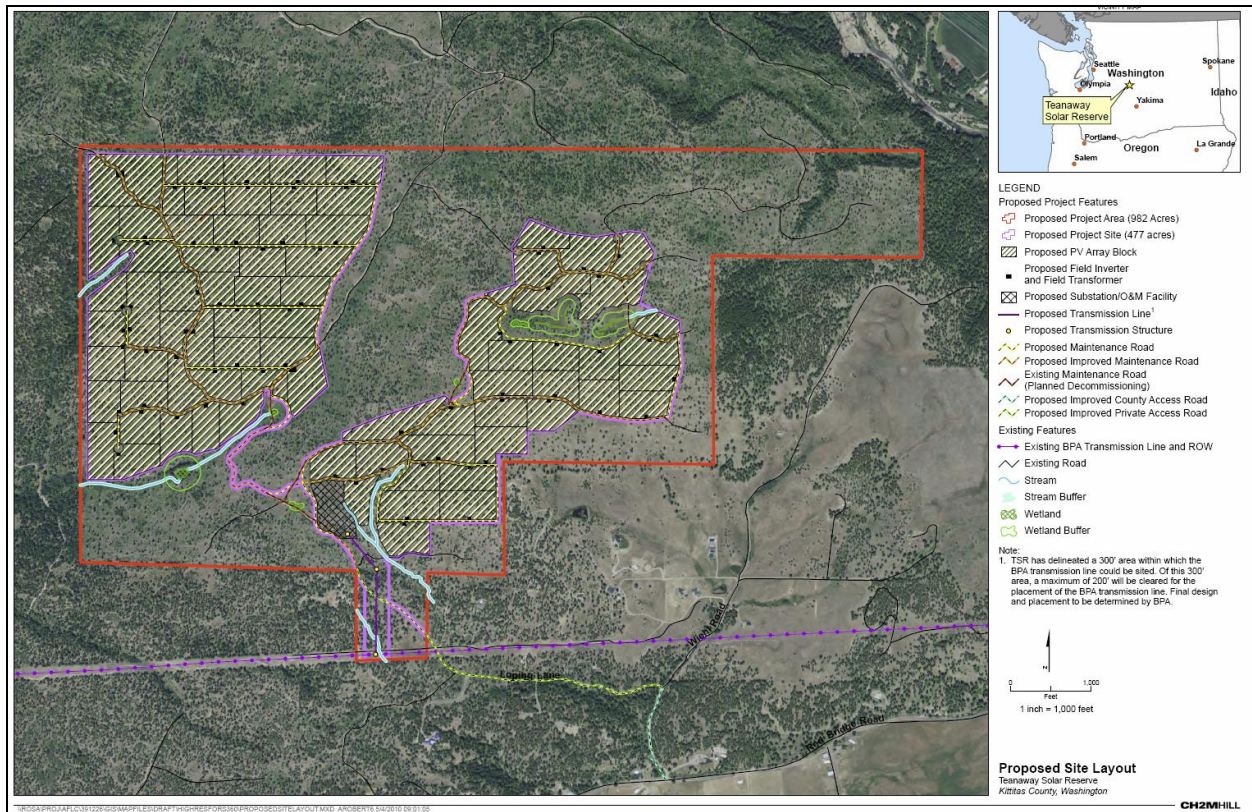 VICINITY MAP
Seattle
Spokane
Washington
Olympia
Idaho
Yakima
Teanaway
Solar Reserve
Portland
La Grande
Oregon
Salem
LEGEND
Proposed Project Features
Proposed Project Area (982 Acres)
Proposed Project Site (477 acres)
Proposed PV Array Block
Proposed Field Inverter
and Field Transformer
Proposed Substation/O&M Facility
Proposed Transmission Line¹
Proposed Transmission Structure
Proposed Maintenance Road
Proposed Improved Maintenance Road
Existing Maintenance Road
(Planned Decommissioning)
Proposed Improved County Access Road
Proposed Improved Private Access Road
Existing Features
Existing BPA Transmission Line and ROW
Existing Road
Stream
Stream Buffer
Wetland
Wetland Buffer
Note:
1. TSR has delineated a 300' area within which the
BPA transmission line could be sited. Of this 300'
area, a maximum of 200' will be cleared for the
placement of the BPA transmission line. Final design
and placement to be determined by BPA.
Wiehl Road
Loping Lane
Red Bridge Road
N
0 1,000
Feet
1 inch = 1,000 feet
Proposed Site Layout
Teanaway Solar Reserve
Kittitas County, Washington
CH2MHILL